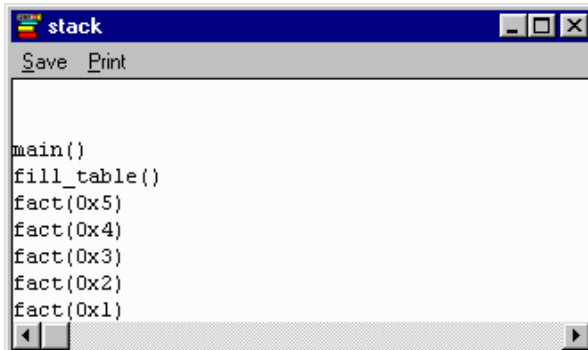 stack
Save Print
main()
fill_table()
fact(0x5)
fact(0x4)
fact(0x3)
fact(0x2)
fact(0x1)